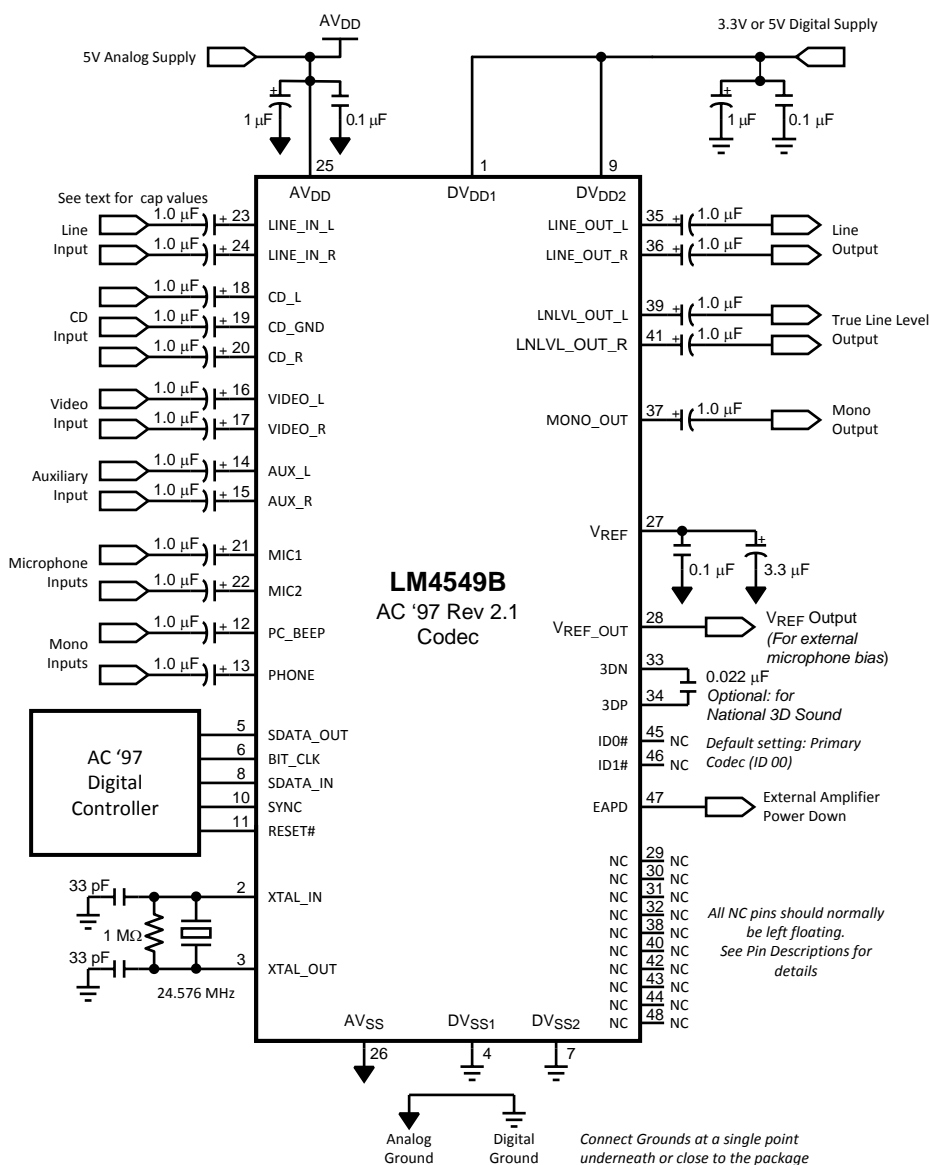 AVDD
5V Analog Supply
3.3V or 5V Digital Supply
+
1 μF
0.1 μF
+
1 μF
0.1 μF
25
1
9
AVDD
DVDD1
DVDD2
See text for cap values
Line
Input
1.0 μF + 23 LINE_IN_L
1.0 μF + 24 LINE_IN_R
CD
Input
1.0 μF + 18 CD_L
1.0 μF + 19 CD_GND
1.0 μF + 20 CD_R
Video
Input
1.0 μF + 16 VIDEO_L
1.0 μF + 17 VIDEO_R
Auxiliary
Input
1.0 μF + 14 AUX_L
1.0 μF + 15 AUX_R
Microphone
Inputs
1.0 μF + 21 MIC1
1.0 μF + 22 MIC2
Mono
Inputs
1.0 μF + 12 PC_BEEP
1.0 μF + 13 PHONE
AC ‘97
Digital
Controller
5 SDATA_OUT
6 BIT_CLK
8 SDATA_IN
10 SYNC
11 RESET#
33 pF
2 XTAL_IN
1 MΩ
33 pF
3 XTAL_OUT
24.576 MHz
LM4549B
AC ‘97 Rev 2.1
Codec
LINE_OUT_L 35 + 1.0 μF
LINE_OUT_R 36 + 1.0 μF
Line
Output
LNLVL_OUT_L 39 + 1.0 μF
LNLVL_OUT_R 41 + 1.0 μF
True Line Level
Output
MONO_OUT 37 + 1.0 μF
Mono
Output
VREF 27
0.1 μF
+
3.3 μF
VREF_OUT 28
VREF Output
(For external
microphone bias)
3DN 33
3DP 34
0.022 μF
Optional: for
National 3D Sound
ID0# 45 NC
ID1# 46 NC
Default setting: Primary
Codec (ID 00)
EAPD 47
External Amplifier
Power Down
NC 29 NC
NC 30 NC
NC 31 NC
NC 32 NC
NC 38 NC
NC 40 NC
NC 42 NC
NC 43 NC
NC 44 NC
NC 48 NC
All NC pins should normally
be left floating.
See Pin Descriptions for
details
AVSS
DVSS1
DVSS2
26
4
7
Analog
Ground
Digital
Ground
Connect Grounds at a single point
underneath or close to the package